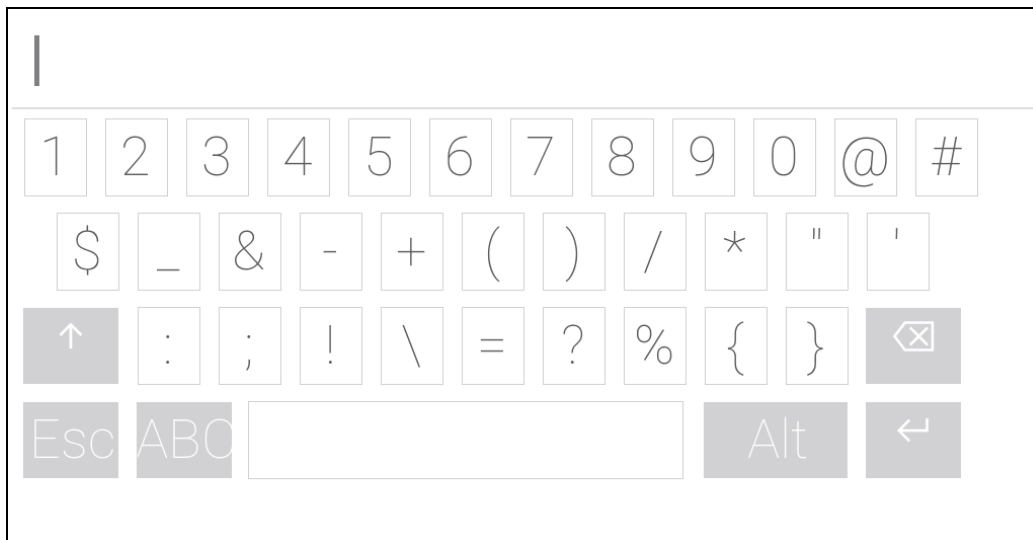 1 2 3 4 5 6 7 8 9 0 @ #
$ _ & - + ( ) / * " '
↑ : ; ! \ = ? % { } ⌫
Esc ABC Alt ↵